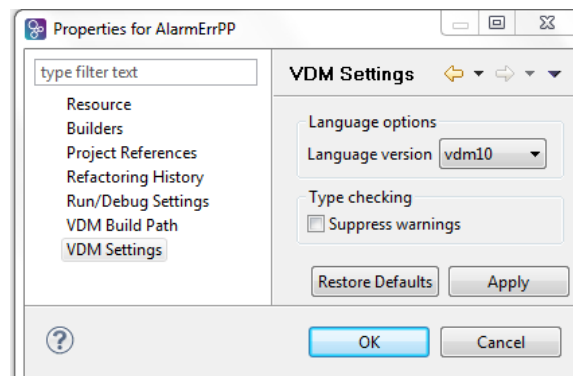 Properties for AlarmErrPP
type filter text
Resource
Builders
Project References
Refactoring History
Run/Debug Settings
VDM Build Path
VDM Settings
VDM Settings
Language options
Language version vdm10
Type checking
Suppress warnings
Restore Defaults Apply
? OK Cancel